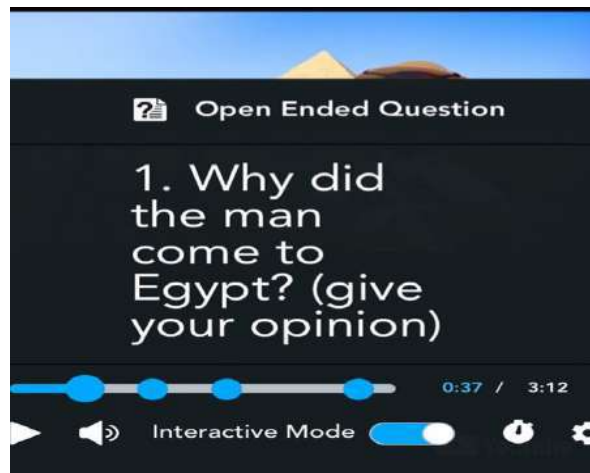 Open Ended Question
1. Why did
the man
come to
Egypt? (give
your opinion)
0:37 / 3:12
Interactive Mode